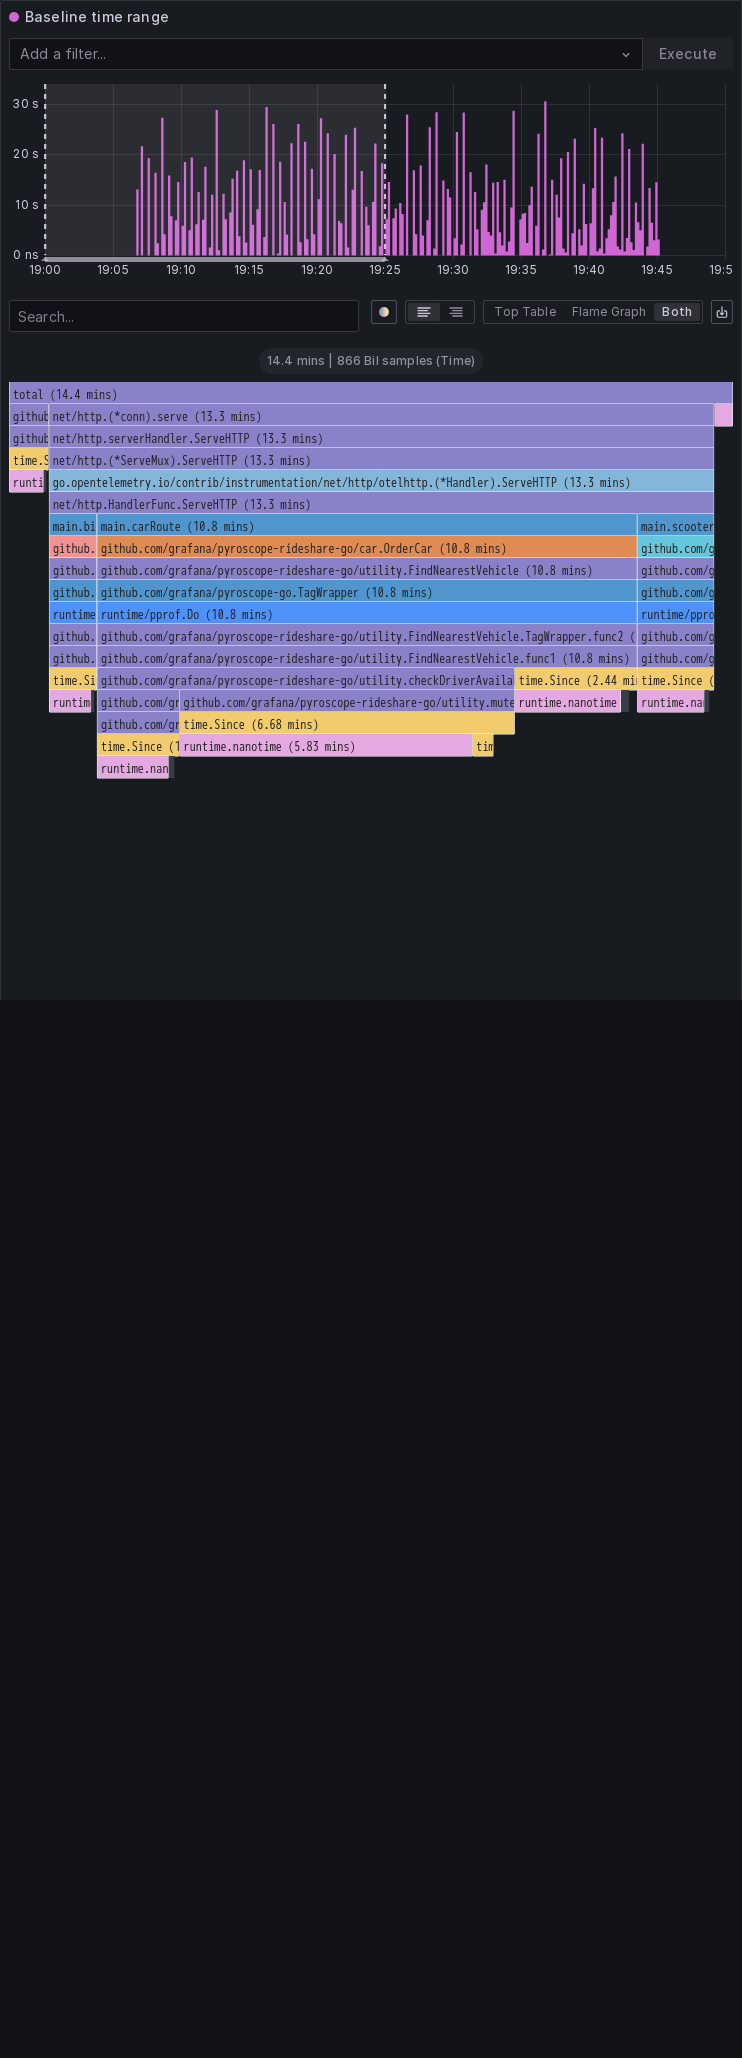 Baseline time range
Add a filter... Execute
30 s
20 s
10 s
0 ns
19:00 19:05 19:10 19:15 19:20 19:25 19:30 19:35 19:40 19:45 19:5
Search... Top Table Flame Graph Both
14.4 mins | 866 Bil samples (Time)
total (14.4 mins)
github net/http.(*conn).serve (13.3 mins)
github net/http.serverHandler.ServeHTTP (13.3 mins)
time.S net/http.(*ServeMux).ServeHTTP (13.3 mins)
runti go.opentelemetry.io/contrib/instrumentation/net/http/otelhttp.(*Handler).ServeHTTP (13.3 mins)
net/http.HandlerFunc.ServeHTTP (13.3 mins)
main.bi main.carRoute (10.8 mins) main.scooter
github. github.com/grafana/pyroscope-rideshare-go/car.OrderCar (10.8 mins) github.com/g
github. github.com/grafana/pyroscope-rideshare-go/utility.FindNearestVehicle (10.8 mins) github.com/g
github. github.com/grafana/pyroscope-go.TagWrapper (10.8 mins) github.com/g
runtime runtime/pprof.Do (10.8 mins) runtime/ppro
github. github.com/grafana/pyroscope-rideshare-go/utility.FindNearestVehicle.TagWrapper.func2 ( github.com/g
github. github.com/grafana/pyroscope-rideshare-go/utility.FindNearestVehicle.func1 (10.8 mins) github.com/g
time.Si github.com/grafana/pyroscope-rideshare-go/utility.checkDriverAvaila time.Since (2.44 min time.Since (
runtim github.com/gr github.com/grafana/pyroscope-rideshare-go/utility.mute runtime.nanotime runtime.na
github.com/gr time.Since (6.68 mins)
time.Since (1 runtime.nanotime (5.83 mins) tim
runtime.nan